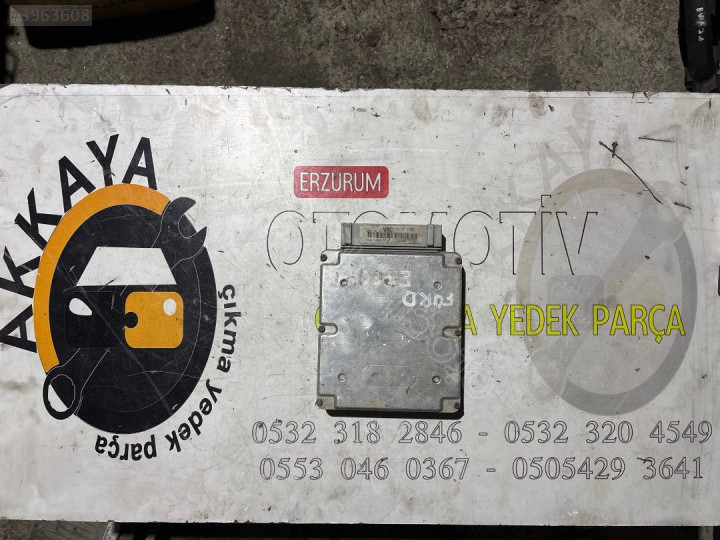 AKKAYA
çıkma yedek parça
ERZURUM
OTOMOTİV
YEDEK PARÇA
FORD
0532 318 2846 - 0532 320 4549
0553 046 0367 - 0505429 3641